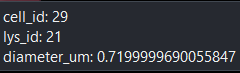 cell_id: 29
lys_id: 21
diameter_um: 0.7199999690055847